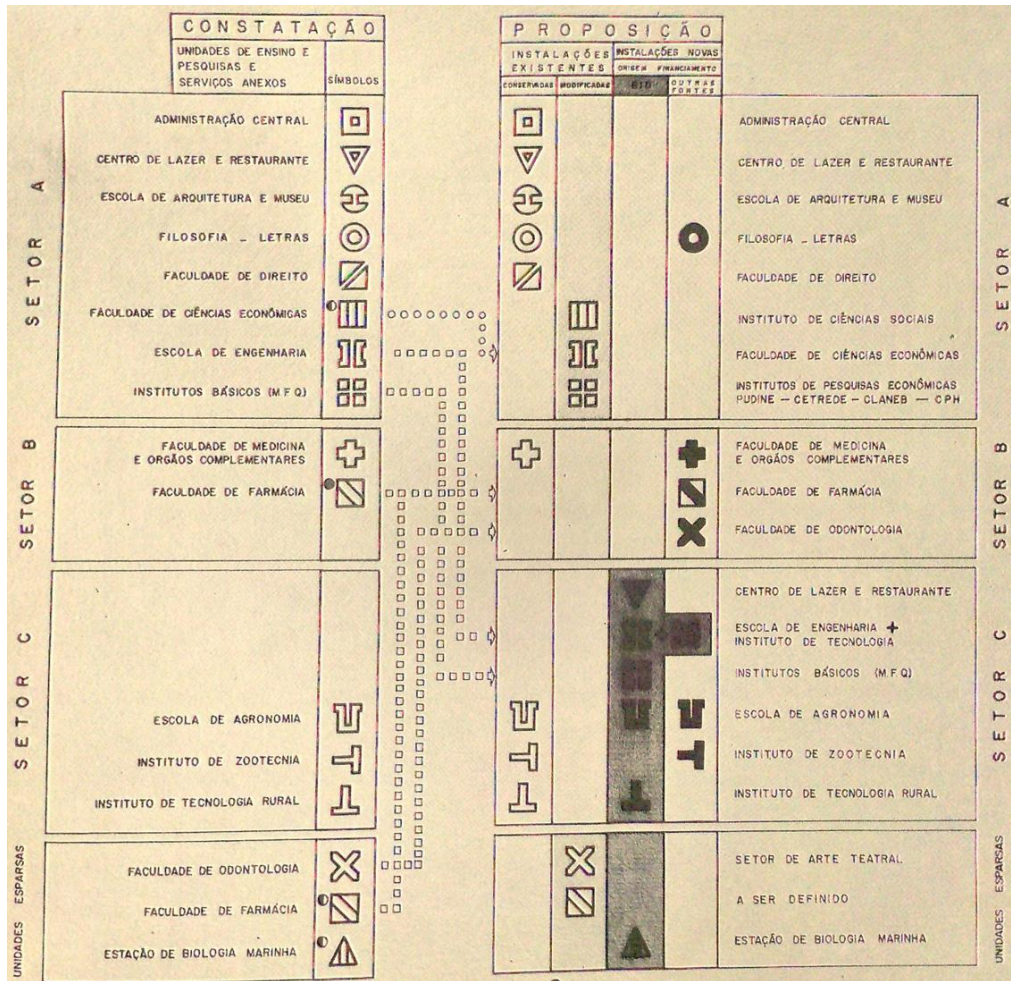 CONSTATAÇÃO
UNIDADES DE ENSINO E
PESQUISAS E
SERVIÇOS ANEXOS
SÍMBOLOS
PROPOSIÇÃO
INSTALAÇÕES
EXISTENTES
INSTALAÇÕES NOVAS
ORIGEM FINANCIAMENTO
CONSERVADAS
MODIFICADAS
BID
OUTRAS
FONTES
SETOR A
ADMINISTRAÇÃO CENTRAL
CENTRO DE LAZER E RESTAURANTE
ESCOLA DE ARQUITETURA E MUSEU
FILOSOFIA _ LETRAS
FACULDADE DE DIREITO
FACULDADE DE CIÊNCIAS ECONÔMICAS
ESCOLA DE ENGENHARIA
INSTITUTOS BÁSICOS (M F Q)
ADMINISTRAÇÃO CENTRAL
CENTRO DE LAZER E RESTAURANTE
ESCOLA DE ARQUITETURA E MUSEU
FILOSOFIA _ LETRAS
FACULDADE DE DIREITO
INSTITUTO DE CIÊNCIAS SOCIAIS
FACULDADE DE CIÊNCIAS ECONÔMICAS
INSTITUTOS DE PESQUISAS ECONÔMICAS
PUDINE — CETREDE — CLANEB — CPH
SETOR A
SETOR B
FACULDADE DE MEDICINA
E ORGÃOS COMPLEMENTARES
FACULDADE DE FARMÁCIA
FACULDADE DE MEDICINA
E ORGÃOS COMPLEMENTARES
FACULDADE DE FARMÁCIA
FACULDADE DE ODONTOLOGIA
SETOR B
SETOR C
ESCOLA DE AGRONOMIA
INSTITUTO DE ZOOTECNIA
INSTITUTO DE TECNOLOGIA RURAL
CENTRO DE LAZER E RESTAURANTE
ESCOLA DE ENGENHARIA +
INSTITUTO DE TECNOLOGIA
INSTITUTOS BÁSICOS (M F Q)
ESCOLA DE AGRONOMIA
INSTITUTO DE ZOOTECNIA
INSTITUTO DE TECNOLOGIA RURAL
SETOR C
UNIDADES ESPARSAS
FACULDADE DE ODONTOLOGIA
FACULDADE DE FARMÁCIA
ESTAÇÃO DE BIOLOGIA MARINHA
SETOR DE ARTE TEATRAL
A SER DEFINIDO
ESTAÇÃO DE BIOLOGIA MARINHA
UNIDADES ESPARSAS